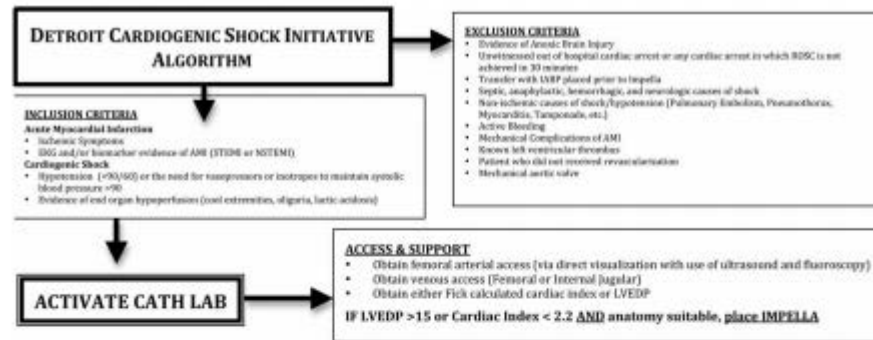 DETROIT CARDIOGENIC SHOCK INITIATIVE
ALGORITHM
EXCLUSION CRITERIA
• Evidence of Anoxic Brain Injury
• Unwitnessed out of hospital cardiac arrest or any cardiac arrest in which ROSC is not
achieved in 30 minutes
• Transfer with IABP placed prior to Impella
• Septic, anaphylactic, hemorrhagic, and neurologic causes of shock
• Non-ischemic causes of shock/hypotension (Pulmonary Embolism, Pneumothorax,
Myocarditis, Tamponade, etc.)
• Active Bleeding
• Mechanical Complications of AMI
• Known left ventricular thrombus
• Patient who did not received revascularization
• Mechanical aortic valve
INCLUSION CRITERIA
Acute Myocardial Infarction
• Ischemic Symptoms
• EKG and/or biomarker evidence of AMI (STEMI or NSTEMI)
Cardiogenic Shock
• Hypotension (<90/60) or the need for vasopressors or inotropes to maintain systolic
blood pressure >90
• Evidence of end organ hypoperfusion (cool extremities, oliguria, lactic acidosis)
ACTIVATE CATH LAB
ACCESS & SUPPORT
• Obtain femoral arterial access (via direct visualization with use of ultrasound and fluoroscopy)
• Obtain venous access (Femoral or Internal Jugular)
• Obtain either Fick calculated cardiac index or LVEDP
IF LVEDP >15 or Cardiac Index < 2.2 AND anatomy suitable, place IMPELLA